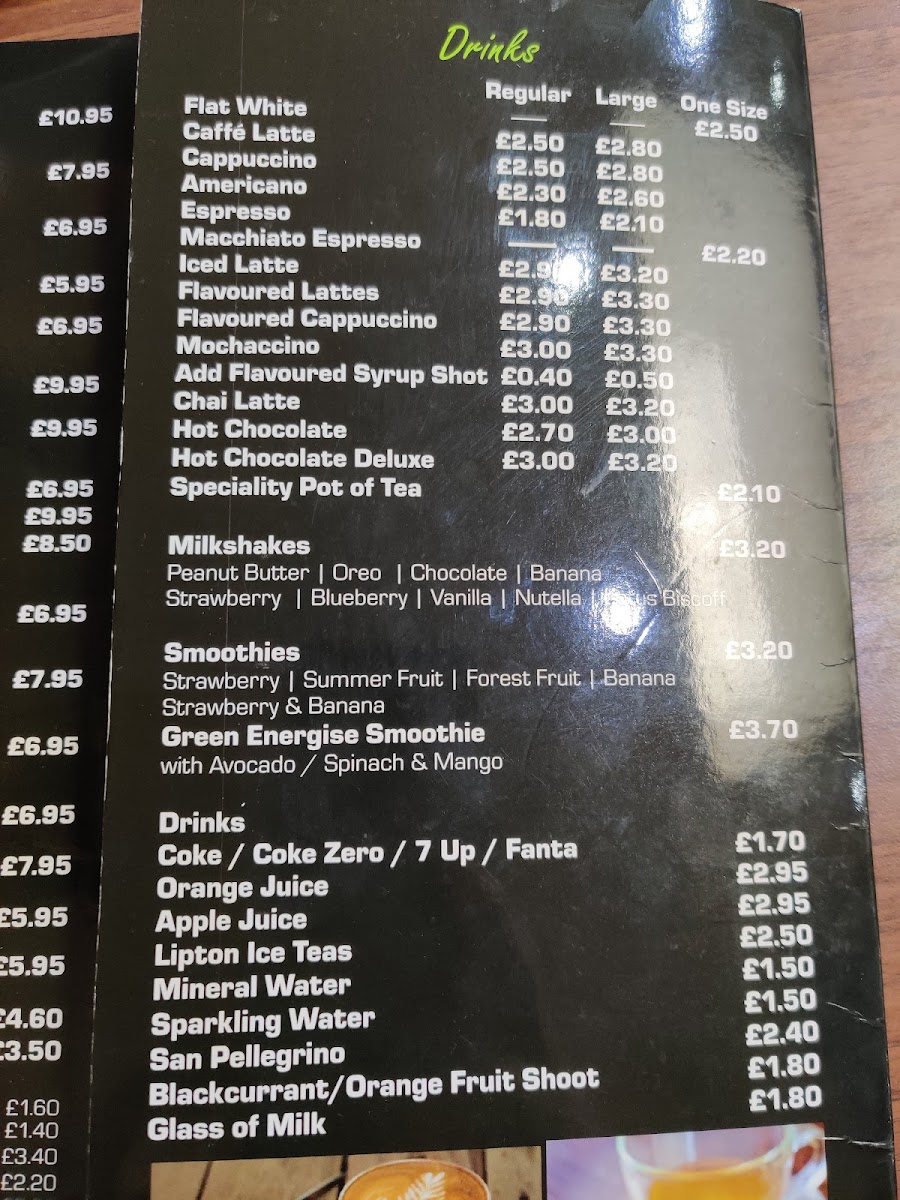 £10.95
£7.95
£6.95
£5.95
£6.95
£9.95
£9.95
£6.95
£9.95
£8.50
£6.95
£7.95
£6.95
£6.95
£7.95
£5.95
£5.95
£4.60
£3.50
£1.60
£1.40
£3.40
£2.20
Drinks
Regular Large One Size
Flat White — — £2.50
Caffé Latte £2.50 £2.80
Cappuccino £2.50 £2.80
Americano £2.30 £2.60
Espresso £1.80 £2.10
Macchiato Espresso — — £2.20
Iced Latte £2.90 £3.20
Flavoured Lattes £2.90 £3.30
Flavoured Cappuccino £2.90 £3.30
Mochaccino £3.00 £3.30
Add Flavoured Syrup Shot £0.40 £0.50
Chai Latte £3.00 £3.20
Hot Chocolate £2.70 £3.00
Hot Chocolate Deluxe £3.00 £3.20
Speciality Pot of Tea £2.10
Milkshakes £3.20
Peanut Butter | Oreo | Chocolate | Banana
Strawberry | Blueberry | Vanilla | Nutella | Biscoff
Smoothies £3.20
Strawberry | Summer Fruit | Forest Fruit | Banana
Strawberry & Banana
Green Energise Smoothie £3.70
with Avocado / Spinach & Mango
Drinks
Coke / Coke Zero / 7 Up / Fanta £1.70
Orange Juice £2.95
Apple Juice £2.95
Lipton Ice Teas £2.50
Mineral Water £1.50
Sparkling Water £1.50
San Pellegrino £2.40
Blackcurrant/Orange Fruit Shoot £1.80
Glass of Milk £1.80